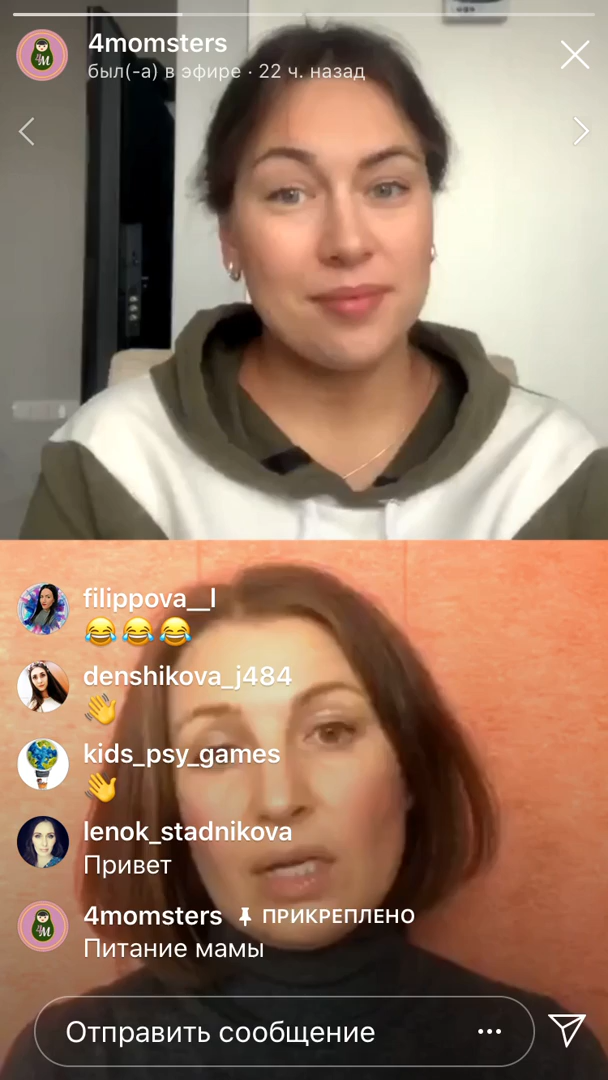 4momsters
был(-а) в эфире · 22 ч. назад
filippova__l
😂😂😂
denshikova_j484
👋
kids_psy_games
👋
lenok_stadnikova
Привет
4momsters ПРИКРЕПЛЕНО
Питание мамы
Отправить сообщение